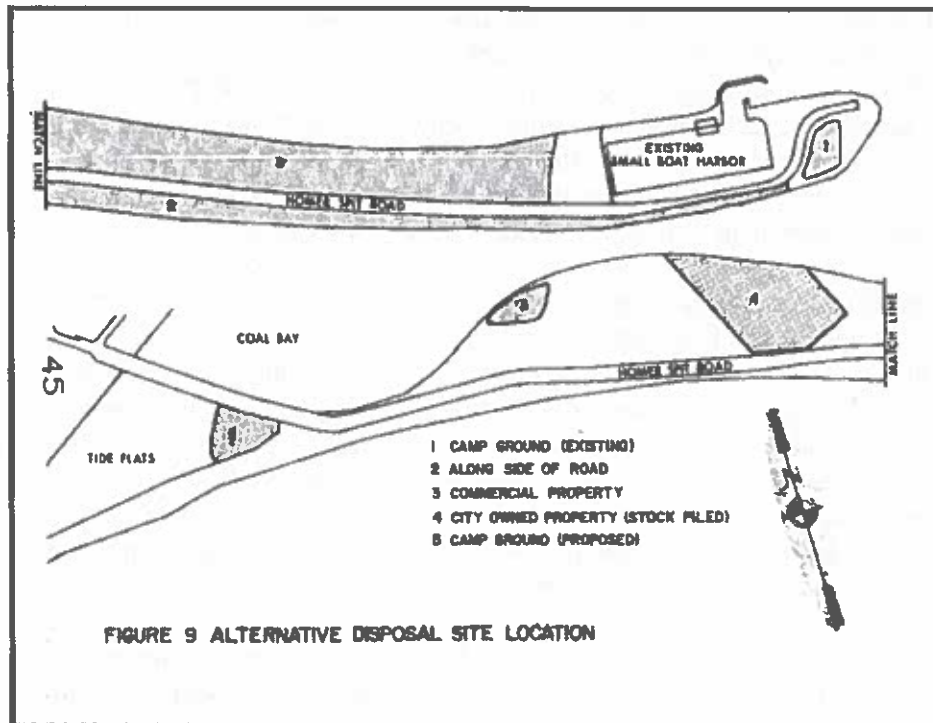 MATCH LINE
EXISTING
SMALL BOAT HARBOR
HOMER SPIT ROAD
2
COAL BAY
4
MATCH LINE
HOMER SPIT ROAD
45
TIDE FLATS
1 CAMP GROUND (EXISTING)
2 ALONG SIDE OF ROAD
3 COMMERCIAL PROPERTY
4 CITY OWNED PROPERTY (STOCK PILED)
5 CAMP GROUND (PROPOSED)
FIGURE 9 ALTERNATIVE DISPOSAL SITE LOCATION